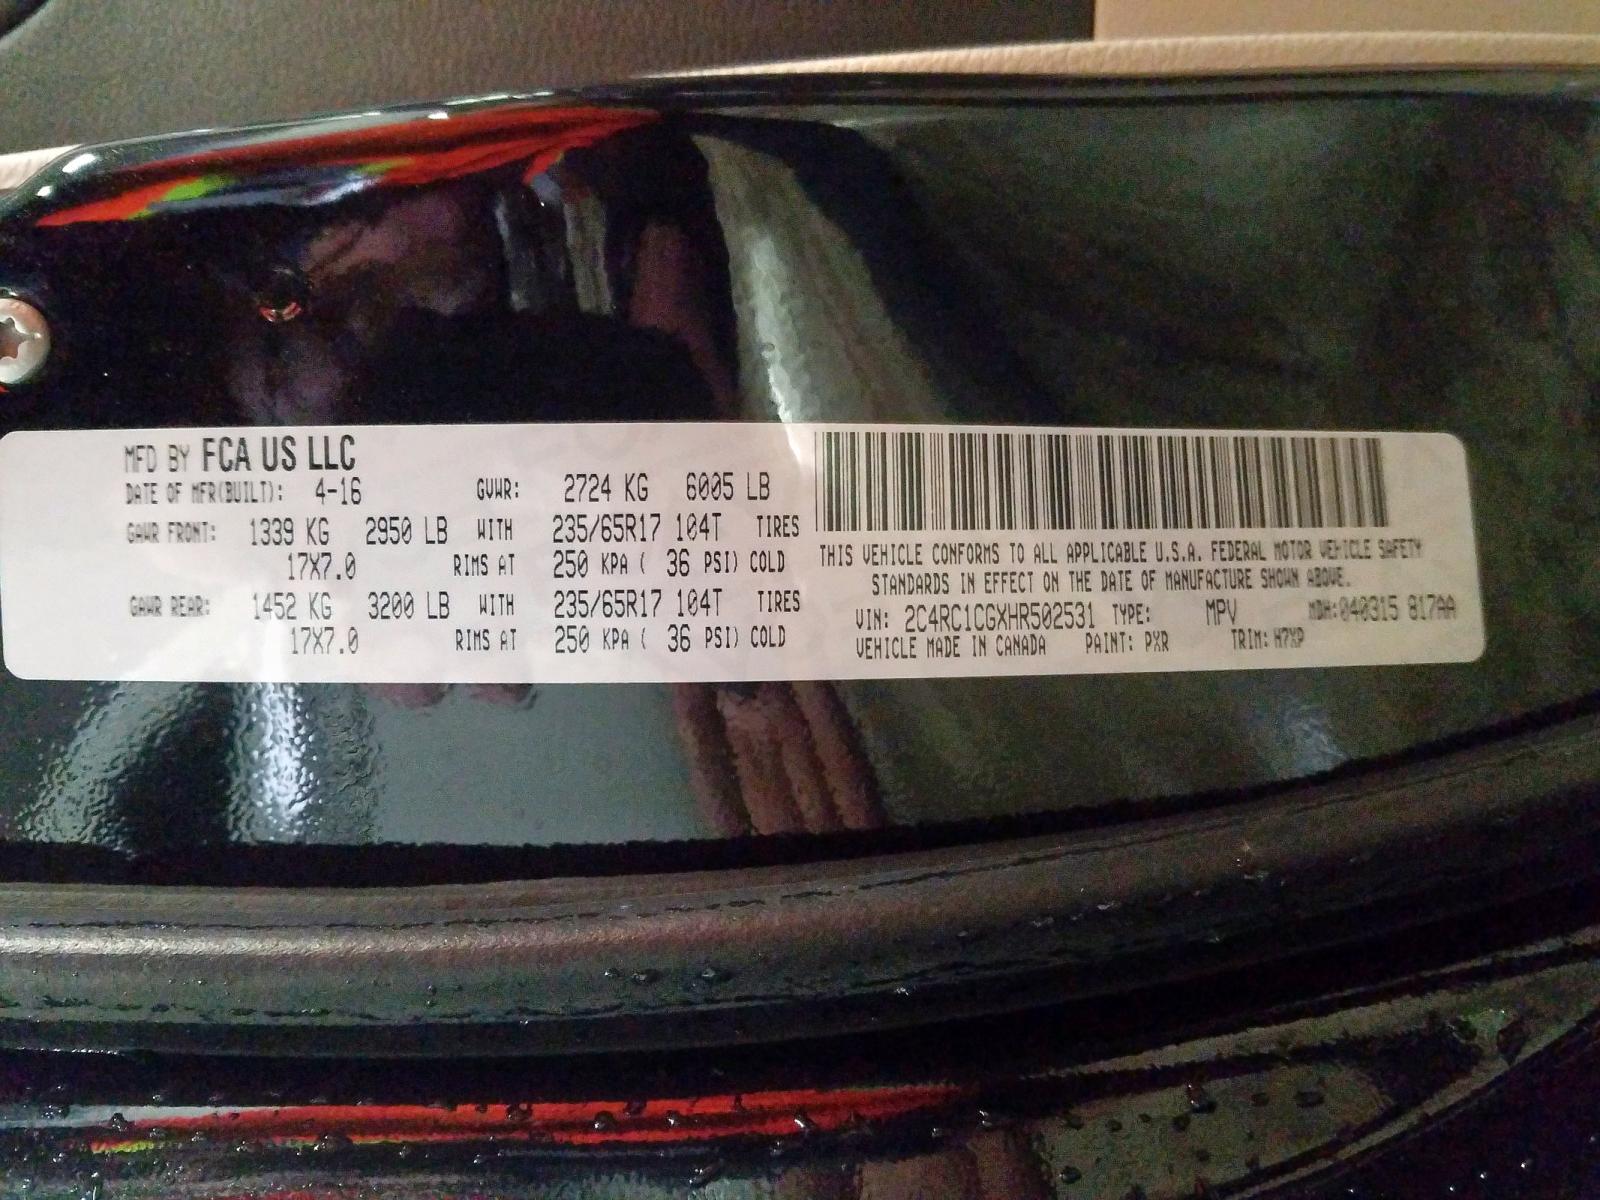 MFD BY FCA US LLC
DATE OF MFR(BUILT): 4-16 GVWR: 2724 KG 6005 LB
GAWR FRONT: 1339 KG 2950 LB WITH 235/65R17 104T TIRES
17X7.0 RIMS AT 250 KPA ( 36 PSI) COLD
GAWR REAR: 1452 KG 3200 LB WITH 235/65R17 104T TIRES
17X7.0 RIMS AT 250 KPA ( 36 PSI) COLD
THIS VEHICLE CONFORMS TO ALL APPLICABLE U.S.A. FEDERAL MOTOR VEHICLE SAFETY
STANDARDS IN EFFECT ON THE DATE OF MANUFACTURE SHOWN ABOVE.
VIN: 2C4RC1CGXHR502531 TYPE: MPV MDH:040315 817AA
VEHICLE MADE IN CANADA PAINT: PXR TRIM: H7XP